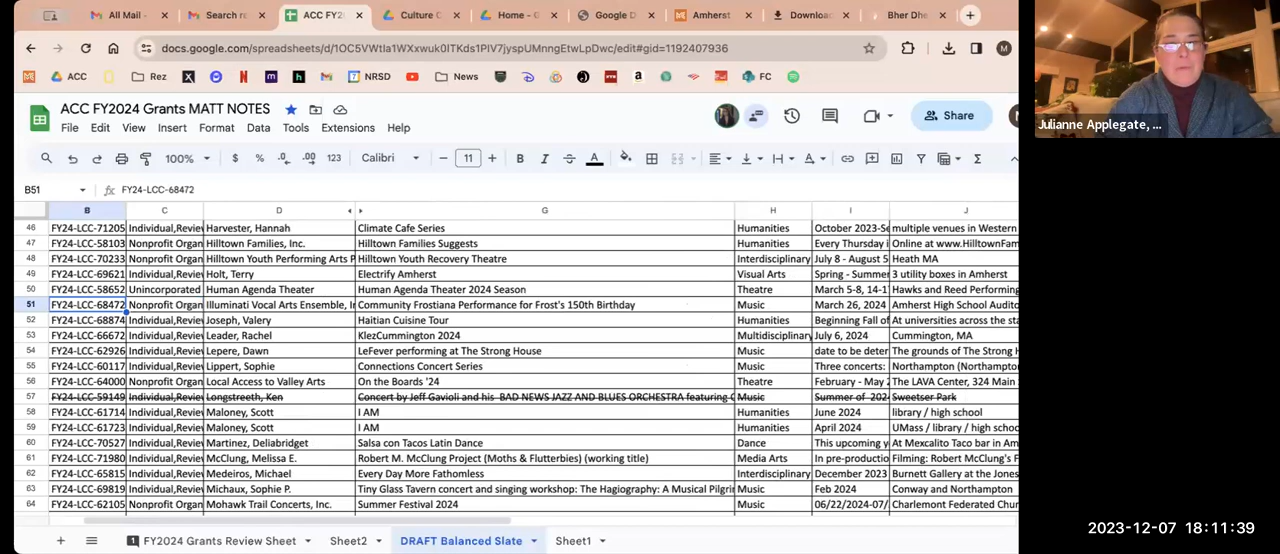 All Mail - Search re ACC FY2 Culture C Home - G Google D Amherst Downloa Bher Dhe
docs.google.com/spreadsheets/d/
ACC Rez NRSD News FC
ACC FY2024 Grants MATT NOTES Share M
File Edit View Insert Format Data Tools Extensions Help
100% $ % .0 .00 123 Calibri 11 B I A
B51 fx FY24-LCC-68472
B C D G H I J
46 FY24-LCC-71205 Individual,Review Harvester, Hannah Climate Cafe Series Humanities October 2023-Se multiple venues in Western
47 FY24-LCC-58103 Nonprofit Organ Hilltown Families, Inc. Hilltown Families Suggests Humanities Every Thursday i Online at www.HilltownFam
48 FY24-LCC-70233 Nonprofit Organ Hilltown Youth Performing Arts P Hilltown Youth Recovery Theatre Interdisciplinary July 8 - August 5 Heath MA
49 FY24-LCC-69621 Individual,Review Holt, Terry Electrify Amherst Visual Arts Spring - Summer 3 utility boxes in Amherst
50 FY24-LCC-58652 Unincorporated Human Agenda Theater Human Agenda Theater 2024 Season Theatre March 5-8, 14-1 Hawks and Reed Performing
51 FY24-LCC-68472 Nonprofit Organ Illuminati Vocal Arts Ensemble, I Community Frostiana Performance for Frost's 150th Birthday Music March 26, 2024 Amherst High School Audito
52 FY24-LCC-68874 Individual,Review Joseph, Valery Haitian Cuisine Tour Humanities Beginning Fall of At universities across the sta
53 FY24-LCC-66672 Individual,Review Leader, Rachel KlezCummington 2024 Multidisciplinary July 6, 2024 Cummington, MA
54 FY24-LCC-62926 Individual,Review Lepere, Dawn LeFever performing at The Strong House Music date to be deter The grounds of The Strong H
55 FY24-LCC-60117 Individual,Review Lippert, Sophie Connections Concert Series Music Three concerts: Northampton (Northampton
56 FY24-LCC-64000 Nonprofit Organ Local Access to Valley Arts On the Boards '24 Theatre February - May 2 The LAVA Center, 324 Main
57 FY24-LCC-59149 Individual,Review Longstreeth, Ken Concert by Jeff Gavioli and his BAD NEWS JAZZ AND BLUES ORCHESTRA featuring Music Summer of 202 Sweetser Park
58 FY24-LCC-61714 Individual,Review Maloney, Scott I AM Humanities June 2024 library / high school
59 FY24-LCC-61723 Individual,Review Maloney, Scott I AM Humanities April 2024 UMass / library / high schoo
60 FY24-LCC-70527 Individual,Review Martinez, Deliabridget Salsa con Tacos Latin Dance Dance This upcoming y At Mexcalito Taco bar in Am
61 FY24-LCC-71980 Individual,Review McClung, Melissa E. Robert M. McClung Project (Moths & Flutterbies) (working title) Media Arts In pre-productio Filming: Robert McClung's F
62 FY24-LCC-65815 Individual,Review Medeiros, Michael Every Day More Fathomless Interdisciplinary December 2023 Burnett Gallery at the Jones
63 FY24-LCC-69819 Individual,Review Michaux, Sophie P. Tiny Glass Tavern concert and singing workshop: The Hagiography: A Musical Pilgri Music Feb 2024 Conway and Northampton
64 FY24-LCC-62105 Individual,Review Mohawk Trail Concerts, Inc. Summer Festival 2024 Music 06/22/2024-07/ Charlemont Federated Chur
+ 1 FY2024 Grants Review Sheet Sheet2 DRAFT Balanced Slate Sheet1
Julianne Applegate, ...
2023-12-07 18:11:39